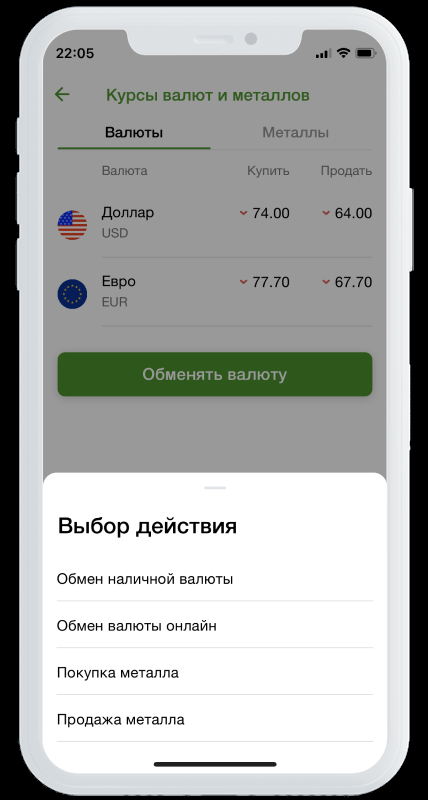 22:05
Курсы валют и металлов
Валюты Металлы
Валюта Купить Продать
Доллар 74.00 64.00
USD
Евро 77.70 67.70
EUR
Обменять валюту
Выбор действия
Обмен наличной валюты
Обмен валюты онлайн
Покупка металла
Продажа металла